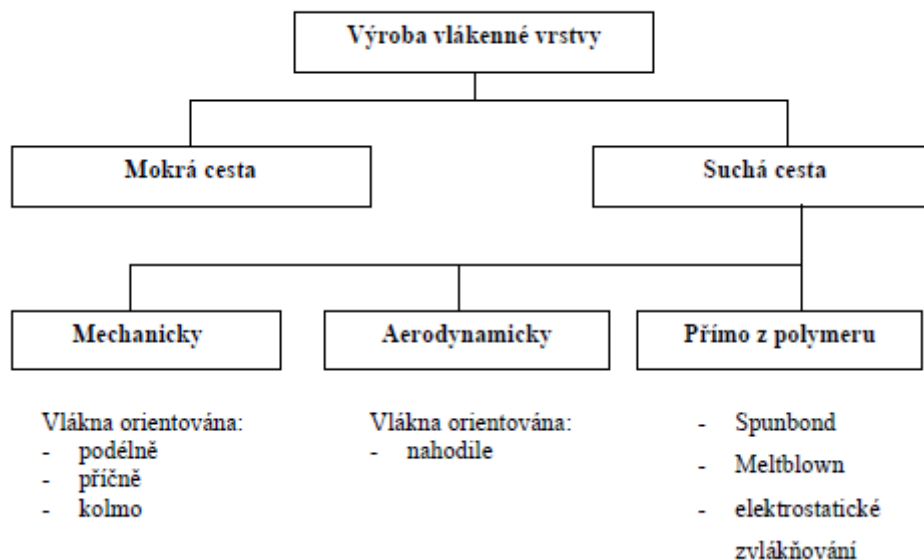 Výroba vlákenné vrstvy
Mokrá cesta
Suchá cesta
Mechanicky
Aerodynamicky
Přímo z polymeru
Vlákna orientována:
- podélně
- příčně
- kolmo
Vlákna orientována:
- nahodile
- Spunbond
- Meltblown
- elektrostatické
zvlákňování